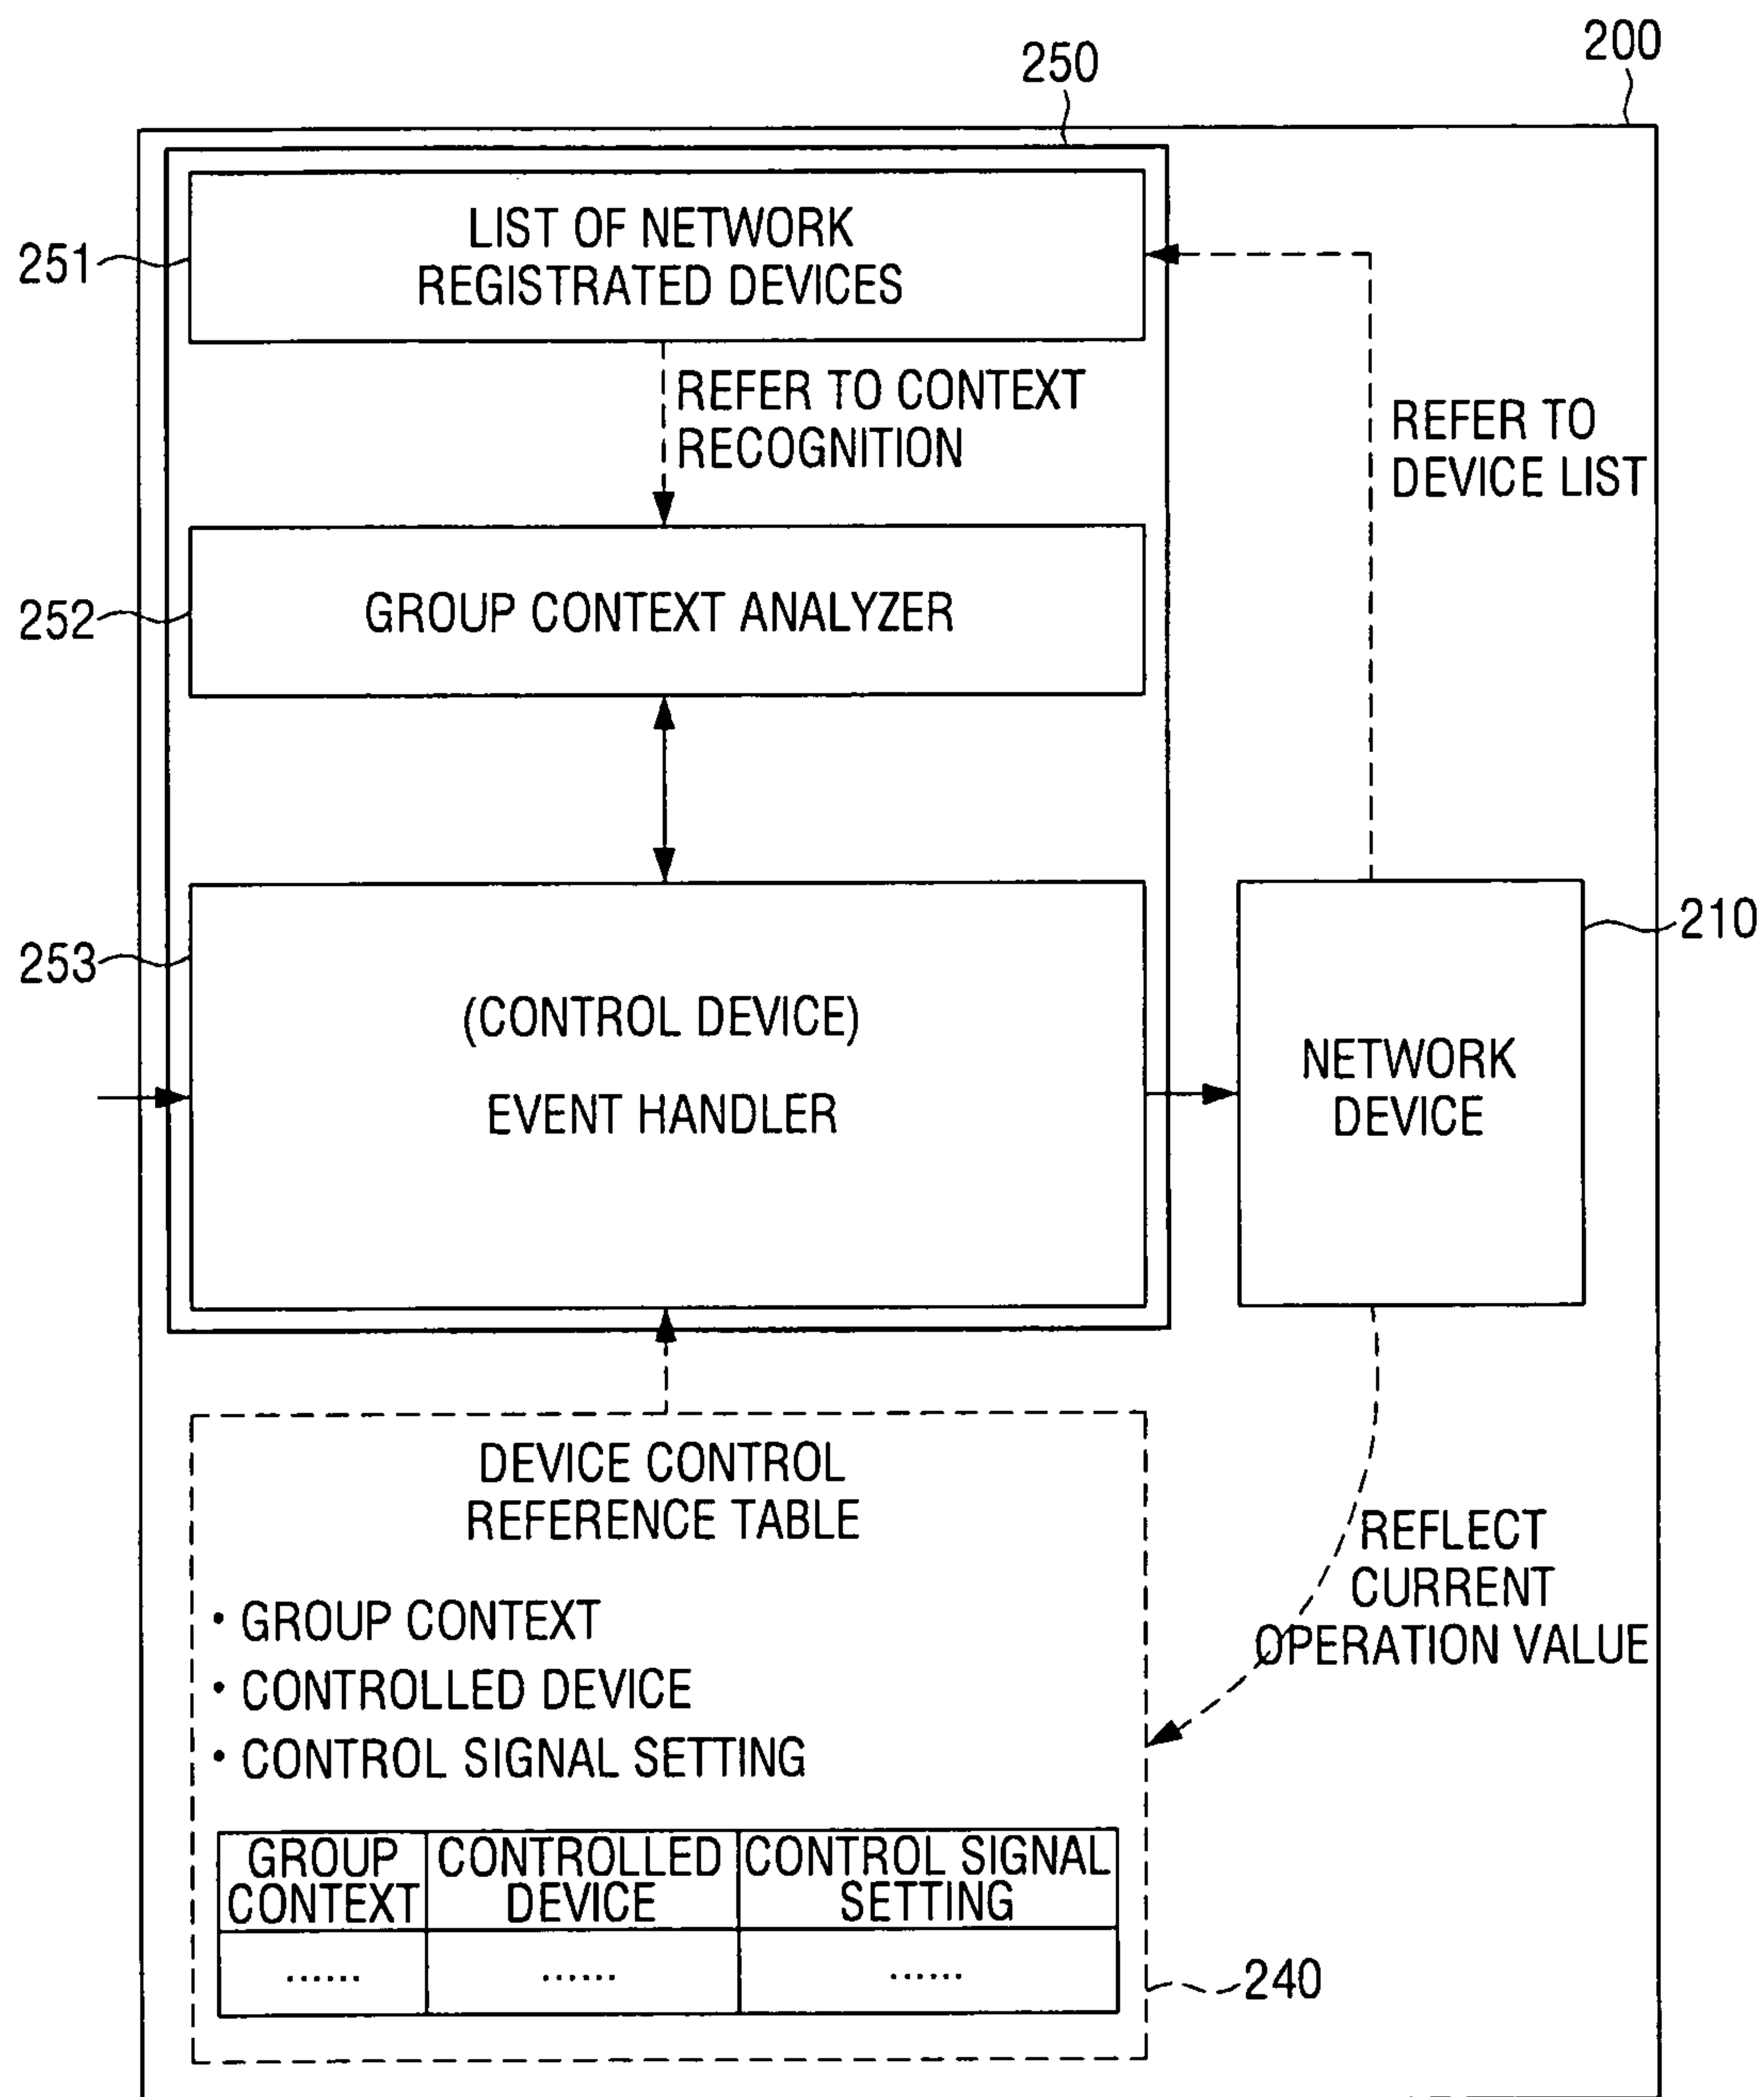 200
250
LIST OF NETWORK
REGISTRATED DEVICES
251
REFER TO CONTEXT
RECOGNITION
REFER TO
DEVICE LIST
GROUP CONTEXT ANALYZER
252
253
(CONTROL DEVICE)
EVENT HANDLER
210
NETWORK
DEVICE
DEVICE CONTROL
REFERENCE TABLE
REFLECT
CURRENT
OPERATION VALUE
• GROUP CONTEXT
• CONTROLLED DEVICE
• CONTROL SIGNAL SETTING
GROUP
CONTEXT
CONTROLLED
DEVICE
CONTROL SIGNAL
SETTING
...... ...... ......
240